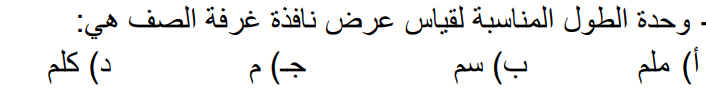 - وحدة الطول المناسبة لقياس عرض نافذة غرفة الصف هي:
أ) ملم ب) سم جـ) م د) كلم